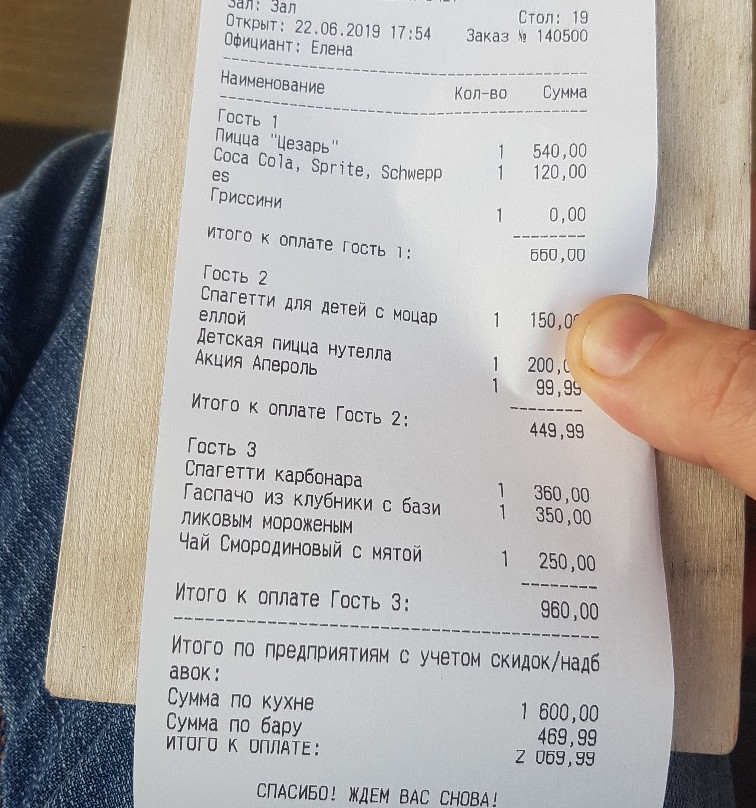 Зал: Зал Стол: 19
Открыт: 22.06.2019 17:54 Заказ № 140500
Официант: Елена
Наименование Кол-во Сумма
Гость 1
Пицца "Цезарь" 1 540,00
Coca Cola, Sprite, Schwepp 1 120,00
es
Гриссини 1 0,00
Итого к оплате Гость 1: 660,00
Гость 2
Спагетти для детей с моцар 1 150,0
еллой
Детская пицца нутелла 1 200,
Акция Апероль 1 99,99
Итого к оплате Гость 2: 449,99
Гость 3
Спагетти карбонара 1 360,00
Гаспачо из клубники с бази 1 350,00
ликовым мороженым
Чай Смородиновый с мятой 1 250,00
Итого к оплате Гость 3: 960,00
Итого по предприятиям с учетом скидок/надб
авок:
Сумма по кухне 1 600,00
Сумма по бару 469,99
ИТОГО К ОПЛАТЕ: 2 069,99
СПАСИБО! ЖДЕМ ВАС СНОВА!